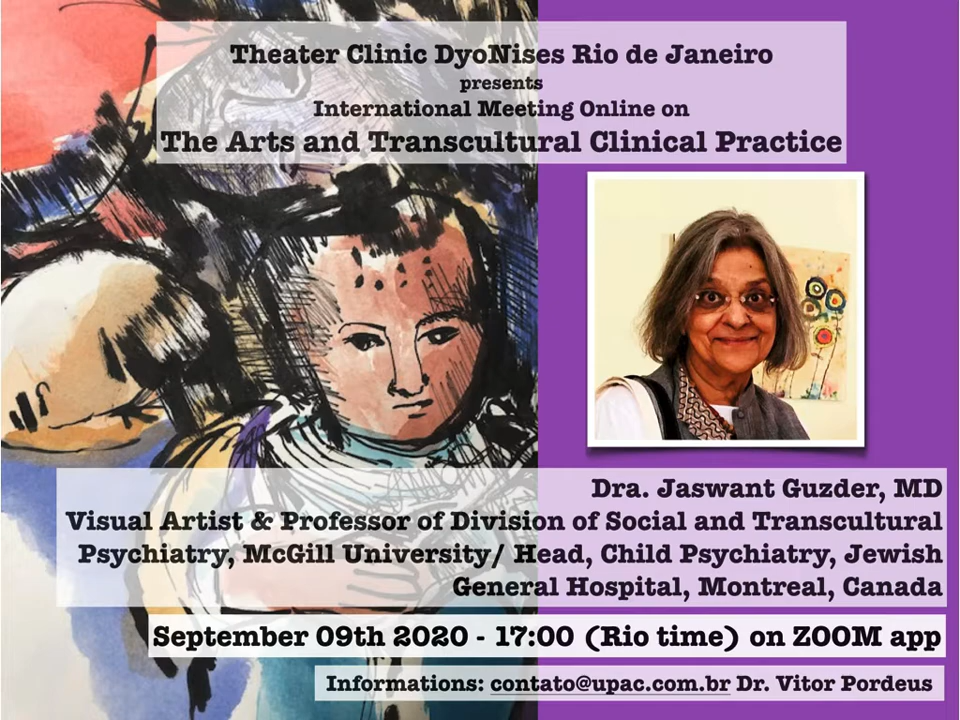 Theater Clinic DyoNises Rio de Janeiro
presents
International Meeting Online on
The Arts and Transcultural Clinical Practice
Dra. Jaswant Guzder, MD
Visual Artist & Professor of Division of Social and Transcultural
Psychiatry, McGill University/ Head, Child Psychiatry, Jewish
General Hospital, Montreal, Canada
September 09th 2020 - 17:00 (Rio time) on ZOOM app
Informations: contato@upac.com.br Dr. Vitor Pordeus